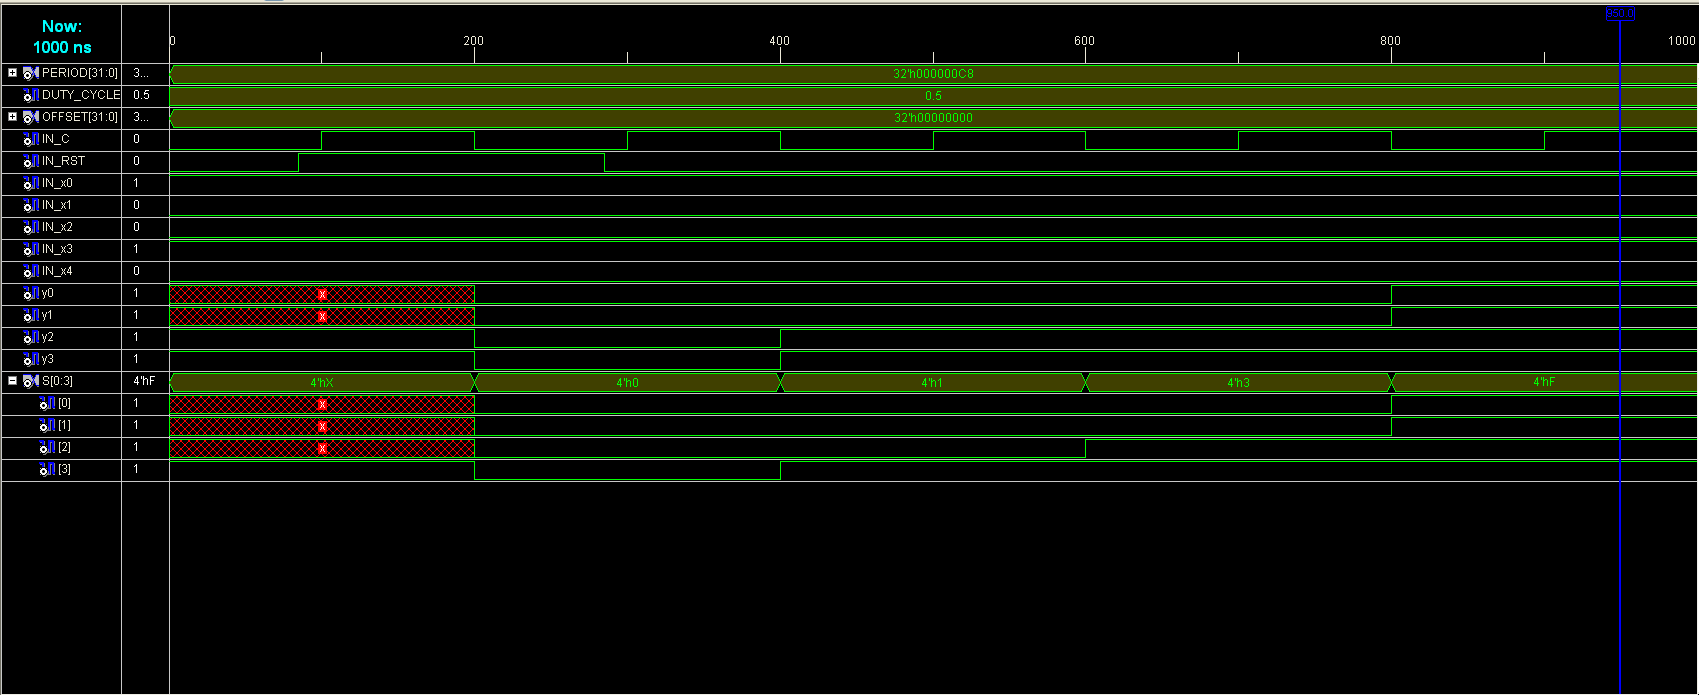 Now:
1000 ns
0 200 400 600 800 1000
950.0
PERIOD[31:0] 3... 32'h000000C8
DUTY_CYCLE 0.5 0.5
OFFSET[31:0] 3... 32'h00000000
IN_C 0
IN_RST 0
IN_x0 1
IN_x1 0
IN_x2 0
IN_x3 1
IN_x4 0
y0 1 X
y1 1 X
y2 1
y3 1
S[0:3] 4'hF 4'hX 4'h0 4'h1 4'h3 4'hF
[0] 1 X
[1] 1 X
[2] 1 X
[3] 1